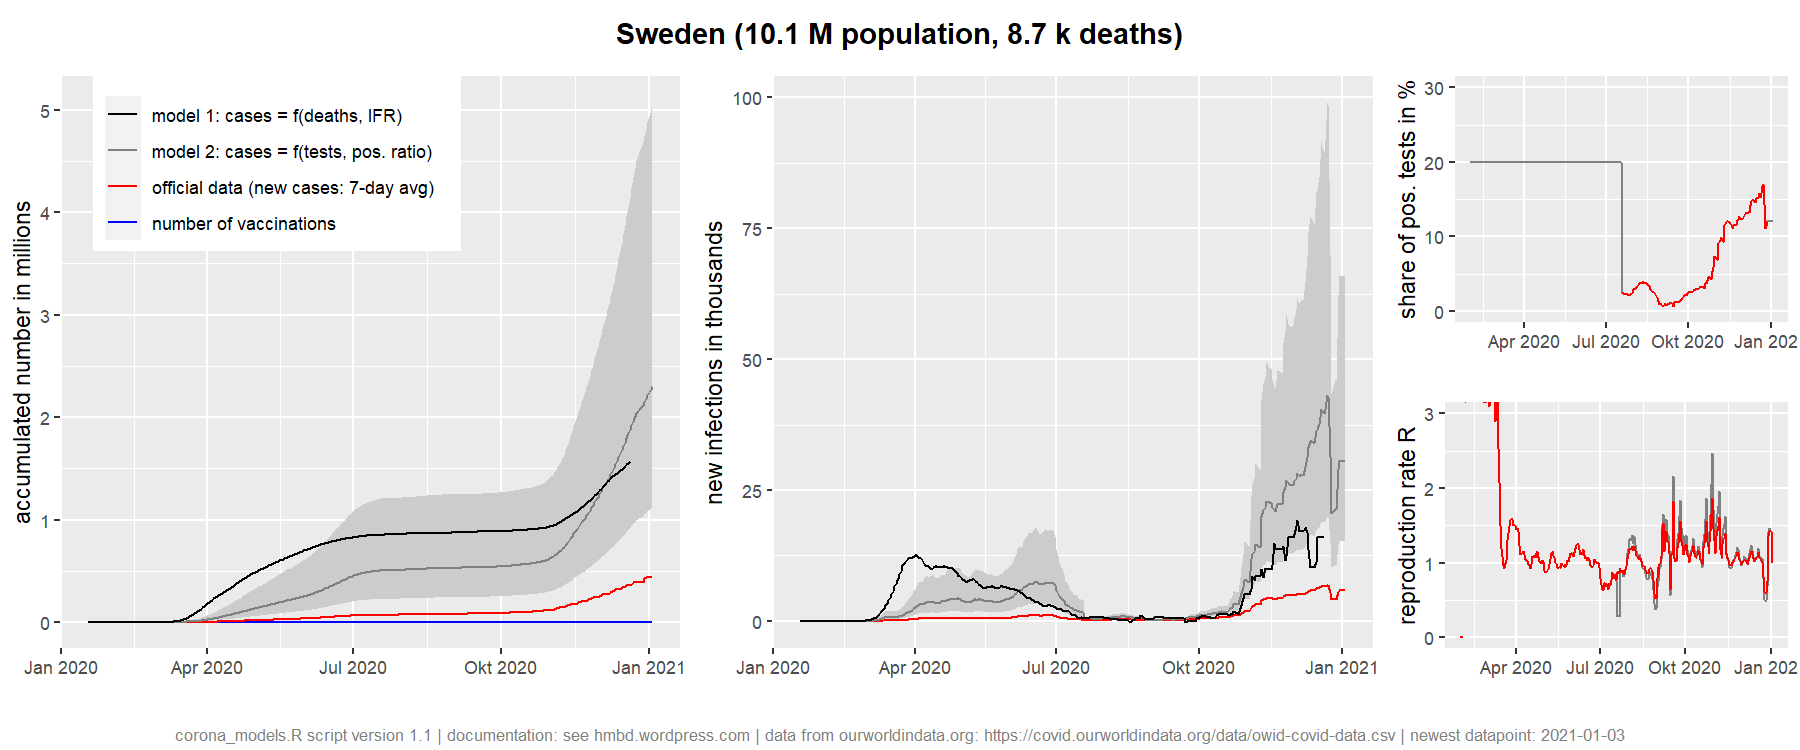 Sweden (10.1 M population, 8.7 k deaths)
accumulated number in millions
5
4
3
2
1
0
model 1: cases = f(deaths, IFR)
model 2: cases = f(tests, pos. ratio)
official data (new cases: 7-day avg)
number of vaccinations
Jan 2020 Apr 2020 Jul 2020 Okt 2020 Jan 2021
new infections in thousands
100
75
50
25
0
Jan 2020 Apr 2020 Jul 2020 Okt 2020 Jan 2021
share of pos. tests in %
30
20
10
0
Apr 2020 Jul 2020 Okt 2020 Jan 202
reproduction rate R
3
2
1
0
Apr 2020 Jul 2020 Okt 2020 Jan 202
corona_models.R script version 1.1 | documentation: see hmbd.wordpress.com | data from ourworldindata.org: https://covid.ourworldindata.org/data/owid-covid-data.csv | newest datapoint: 2021-01-03